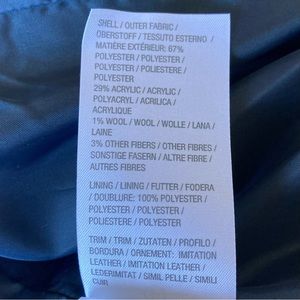 SHELL / OUTER FABRIC /
OBERSTOFF / TESSUTO ESTERNO /
MATIÈRE EXTÉRIEUR: 67%
POLYESTER / POLYESTER /
POLYESTER / POLIESTERE /
POLYESTER
29% ACRYLIC / ACRYLIC /
POLYACRYL / ACRILICA /
ACRYLIQUE
1% WOOL / WOOL / WOLLE / LANA /
LAINE
3% OTHER FIBERS / OTHER FIBRES /
SONSTIGE FASERN / ALTRE FIBRE /
AUTRES FIBRES
LINING / LINING / FUTTER / FODERA
/ DOUBLURE: 100% POLYESTER /
POLYESTER / POLYESTER /
POLIESTERE / POLYESTER
TRIM / TRIM / ZUTATEN / PROFILO /
BORDURA / ORNEMENT: IMITATION
LEATHER / IMITATION LEATHER /
LEDERIMITAT / SIMIL PELLE / SIMILI
CUIR